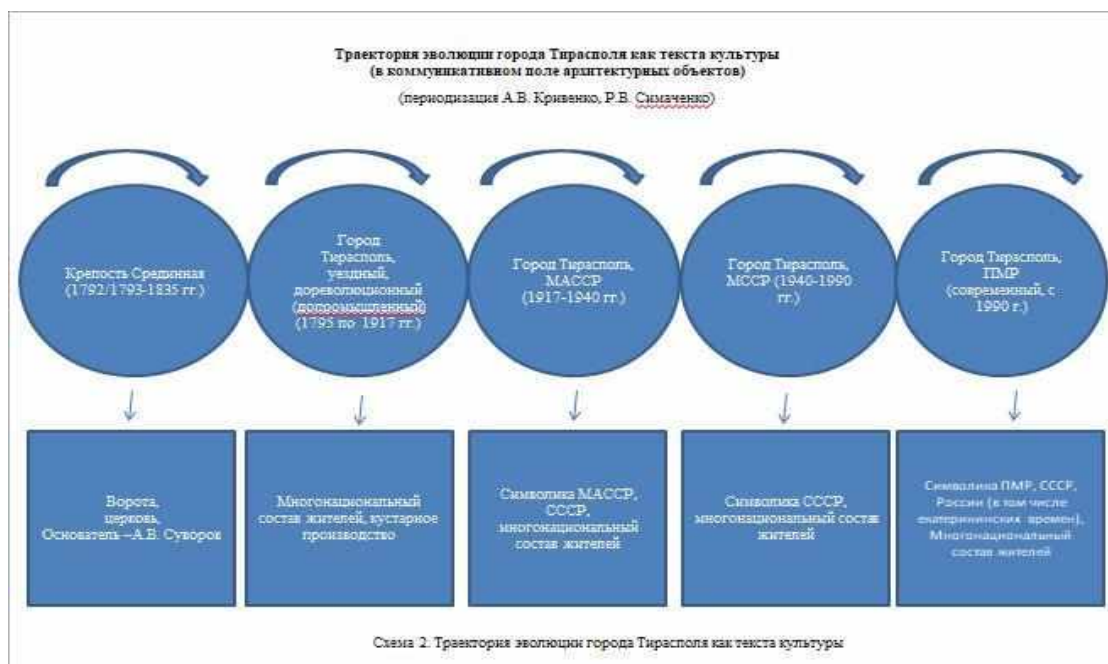 Траектория эволюции города Тирасполя как текста культуры
(в коммуникативном поле архитектурных объектов)
(периодизация А.В. Кривенко, Р.В. Симаченко)
Крепость Срединная
(1792/1793-1835 гг.)
Город
Тирасполь,
уездный,
дореволюционный
(допромышленный)
(1795 по 1917 гг.)
Город Тирасполь,
МАССР
(1917-1940 гг.)
Город Тирасполь,
МССР (1940-1990
гг.)
Город Тирасполь,
ПМР
(современный, с
1990 г.)
Ворота,
церковь,
Основатель –А.В. Суворов
Многонациональный
состав жителей, кустарное
производство
Символика МАССР,
СССР,
многонациональный
состав жителей
Символика СССР,
многонациональный состав
жителей
Символика ПМР, СССР,
России (в том числе
екатерининских времен),
Многонациональный
состав жителей
Схема 2. Траектория эволюции города Тирасполя как текста культуры